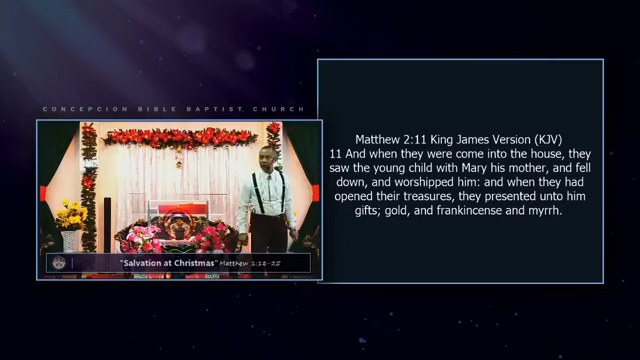 CONCEPCION BIBLE BAPTIST CHURCH
"Salvation at Christmas" Matthew 1:18-25
Matthew 2:11 King James Version (KJV)
11 And when they were come into the house, they
saw the young child with Mary his mother, and fell
down, and worshipped him: and when they had
opened their treasures, they presented unto him
gifts; gold, and frankincense and myrrh.